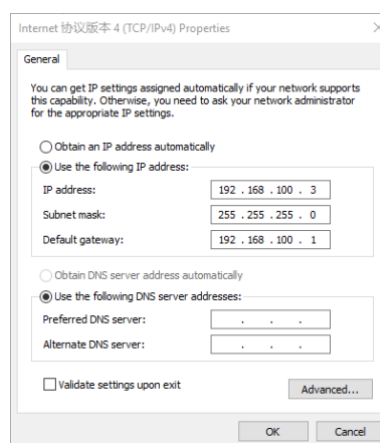 Internet 协议版本 4 (TCP/IPv4) Properties
General
You can get IP settings assigned automatically if your network supports
this capability. Otherwise, you need to ask your network administrator
for the appropriate IP settings.
Obtain an IP address automatically
Use the following IP address:
IP address: 192 . 168 . 100 . 3
Subnet mask: 255 . 255 . 255 . 0
Default gateway: 192 . 168 . 100 . 1
Obtain DNS server address automatically
Use the following DNS server addresses:
Preferred DNS server: . . .
Alternate DNS server: . . .
Validate settings upon exit
Advanced...
OK Cancel